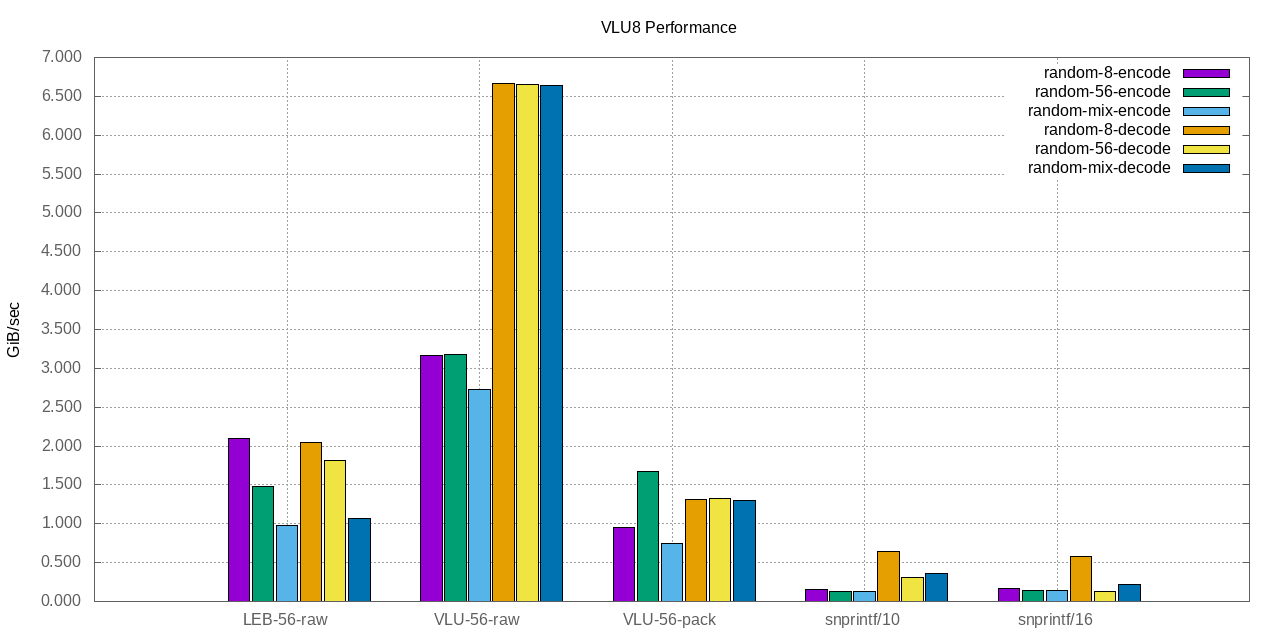 VLU8 Performance
7.000
6.500
6.000
5.500
5.000
4.500
4.000
3.500
3.000
2.500
2.000
1.500
1.000
0.500
0.000
GiB/sec
random-8-encode
random-56-encode
random-mix-encode
random-8-decode
random-56-decode
random-mix-decode
LEB-56-raw
VLU-56-raw
VLU-56-pack
snprintf/10
snprintf/16